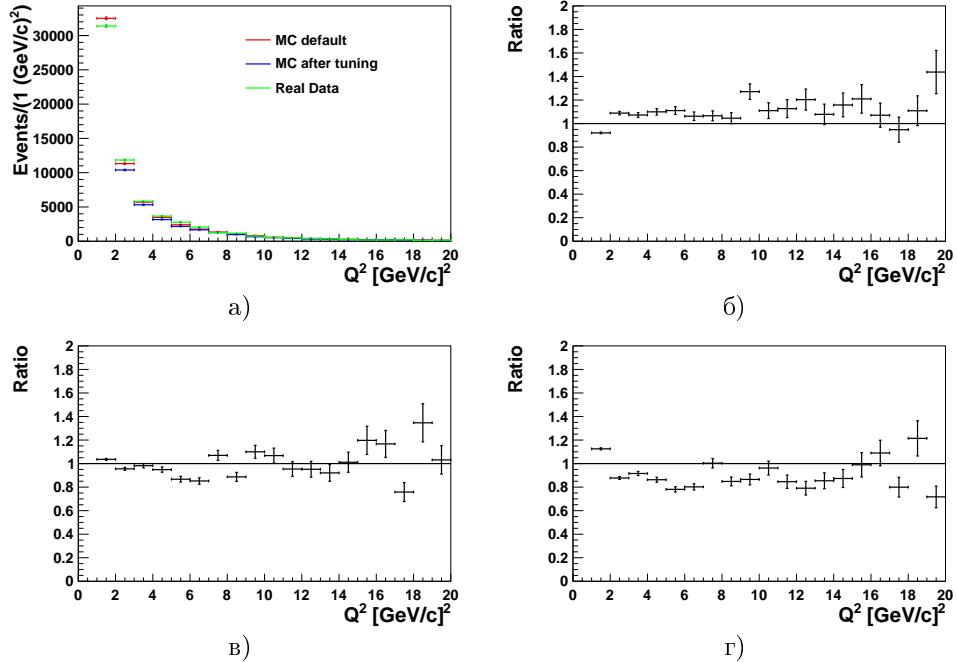 Events/(1 (GeV/c)²)
30000
25000
20000
15000
10000
5000
0
MC default
MC after tuning
Real Data
0 2 4 6 8 10 12 14 16 18 20
Q² [GeV/c]²
а)
Ratio
2
1.8
1.6
1.4
1.2
1
0.8
0.6
0.4
0.2
0
0 2 4 6 8 10 12 14 16 18 20
Q² [GeV/c]²
б)
Ratio
2
1.8
1.6
1.4
1.2
1
0.8
0.6
0.4
0.2
0
0 2 4 6 8 10 12 14 16 18 20
Q² [GeV/c]²
в)
Ratio
2
1.8
1.6
1.4
1.2
1
0.8
0.6
0.4
0.2
0
0 2 4 6 8 10 12 14 16 18 20
Q² [GeV/c]²
г)